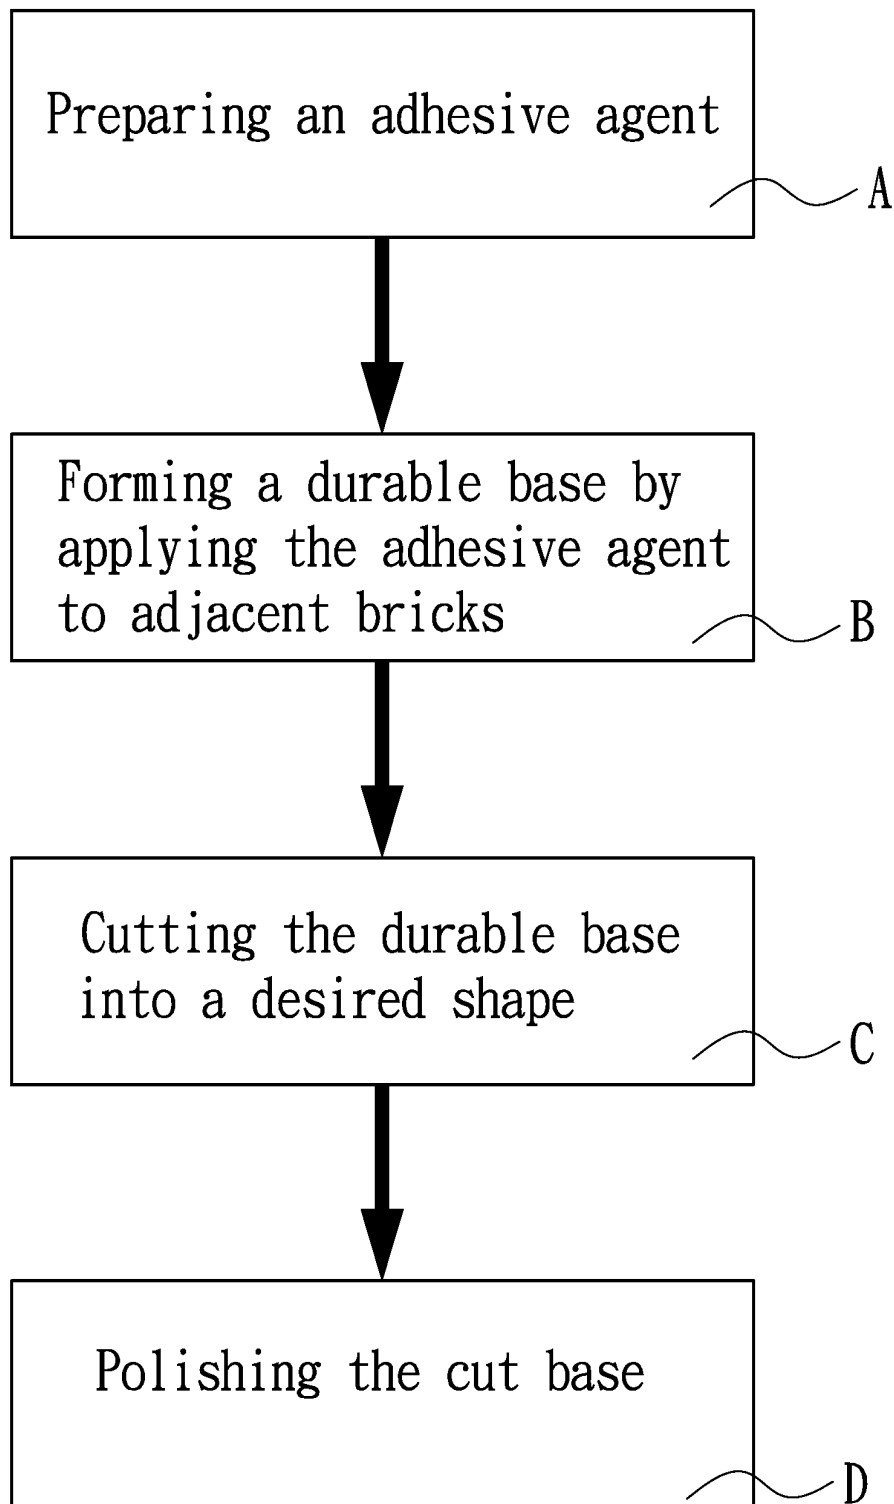 Preparing an adhesive agent
A
Forming a durable base by
applying the adhesive agent
to adjacent bricks
B
Cutting the durable base
into a desired shape
C
Polishing the cut base
D